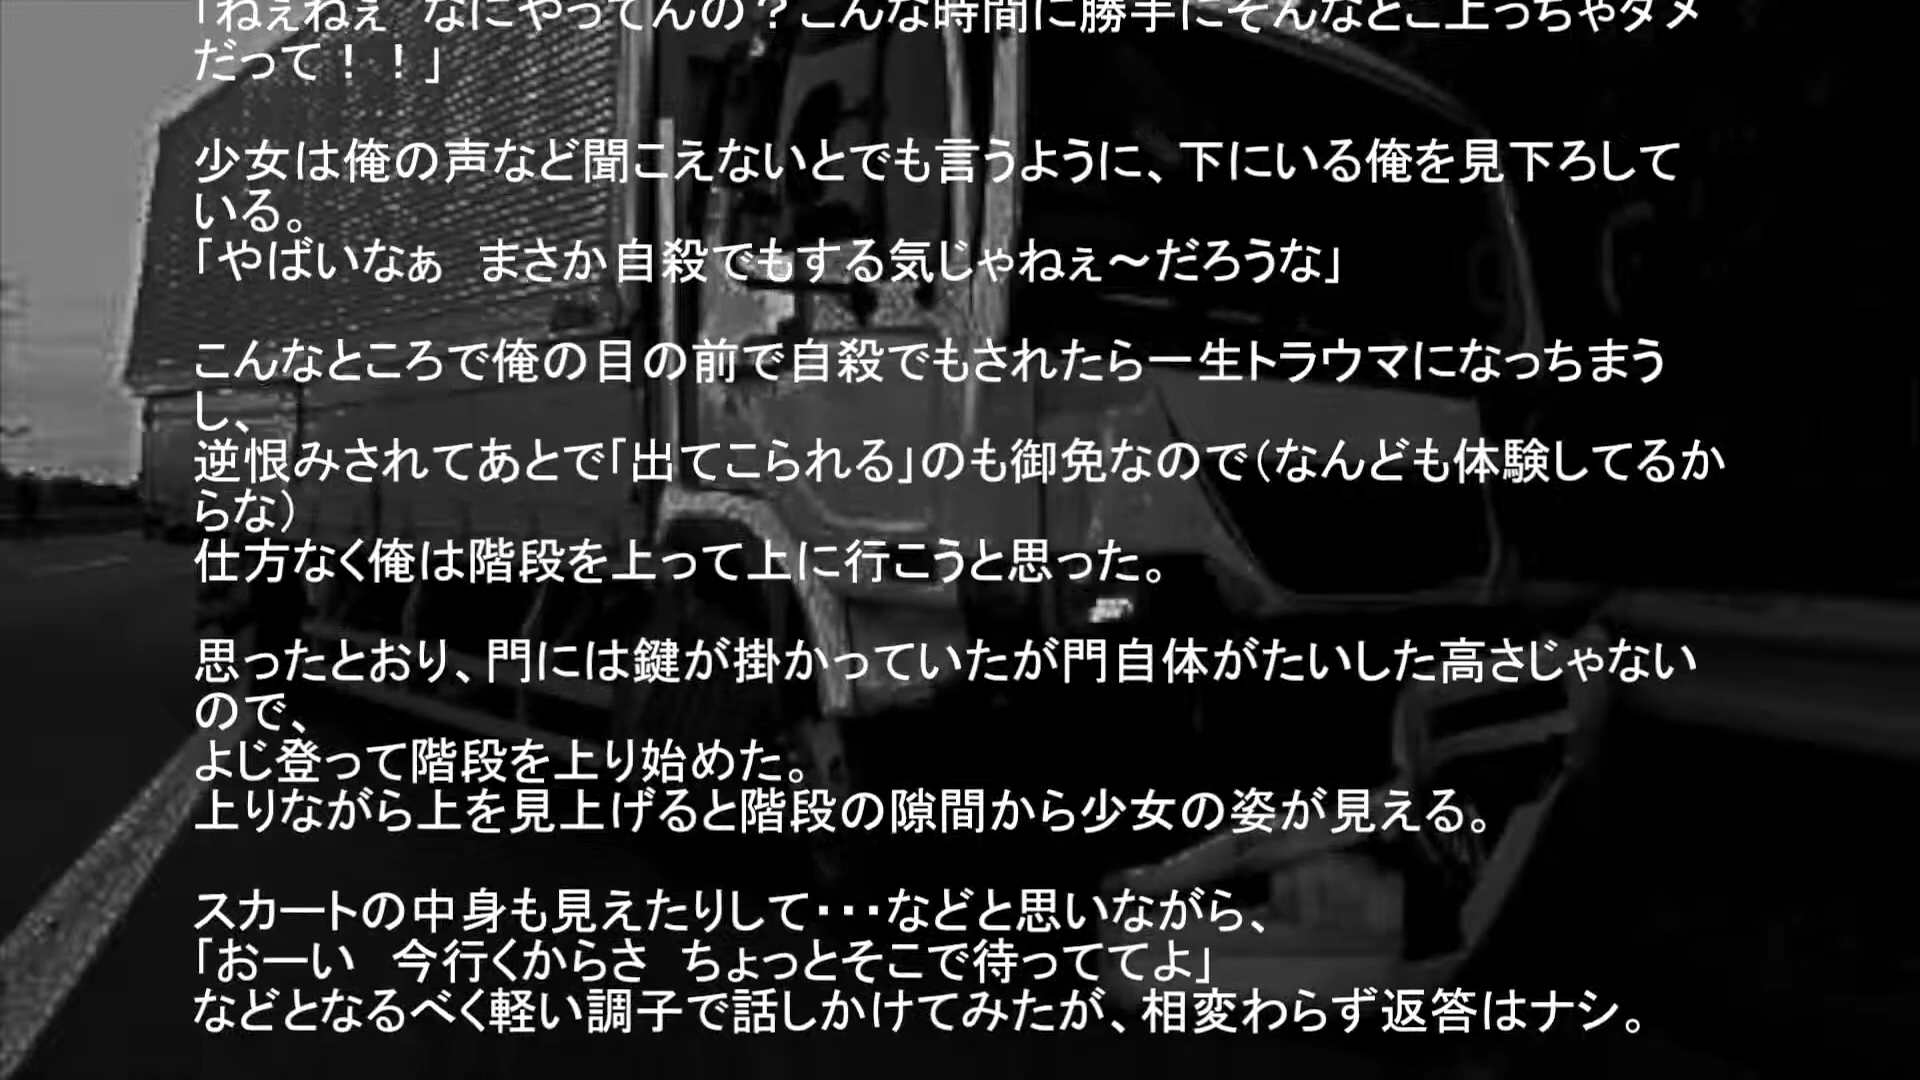 「ねぇねぇ　なにやってんの？こんな時間に勝手にそんなとこ上っちゃダメ
だって！！」
少女は俺の声など聞こえないとでも言うように、下にいる俺を見下ろして
いる。
「やばいなぁ　まさか自殺でもする気じゃねぇ～だろうな」
こんなところで俺の目の前で自殺でもされたら一生トラウマになっちまう
し、
逆恨みされてあとで「出てこられる」のも御免なので（なんども体験してるか
らな）
仕方なく俺は階段を上って上に行こうと思った。
思ったとおり、門には鍵が掛かっていたが門自体がたいした高さじゃない
ので、
よじ登って階段を上り始めた。
上りながら上を見上げると階段の隙間から少女の姿が見える。
スカートの中身も見えたりして・・・などと思いながら、
「おーい　今行くからさ　ちょっとそこで待っててよ」
などとなるべく軽い調子で話しかけてみたが、相変わらず返答はナシ。